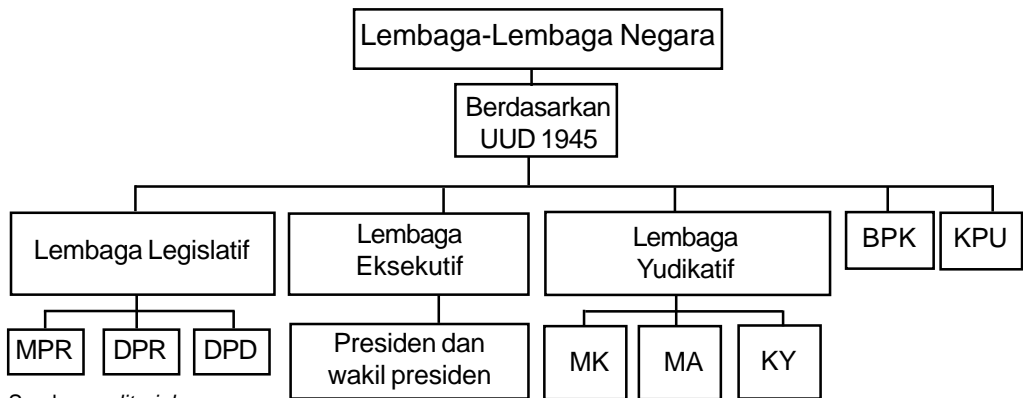 Lembaga-Lembaga Negara
Berdasarkan
UUD 1945
Lembaga Legislatif
Lembaga
Eksekutif
Lembaga
Yudikatif
BPK
KPU
MPR
DPR
DPD
Presiden dan
wakil presiden
MK
MA
KY